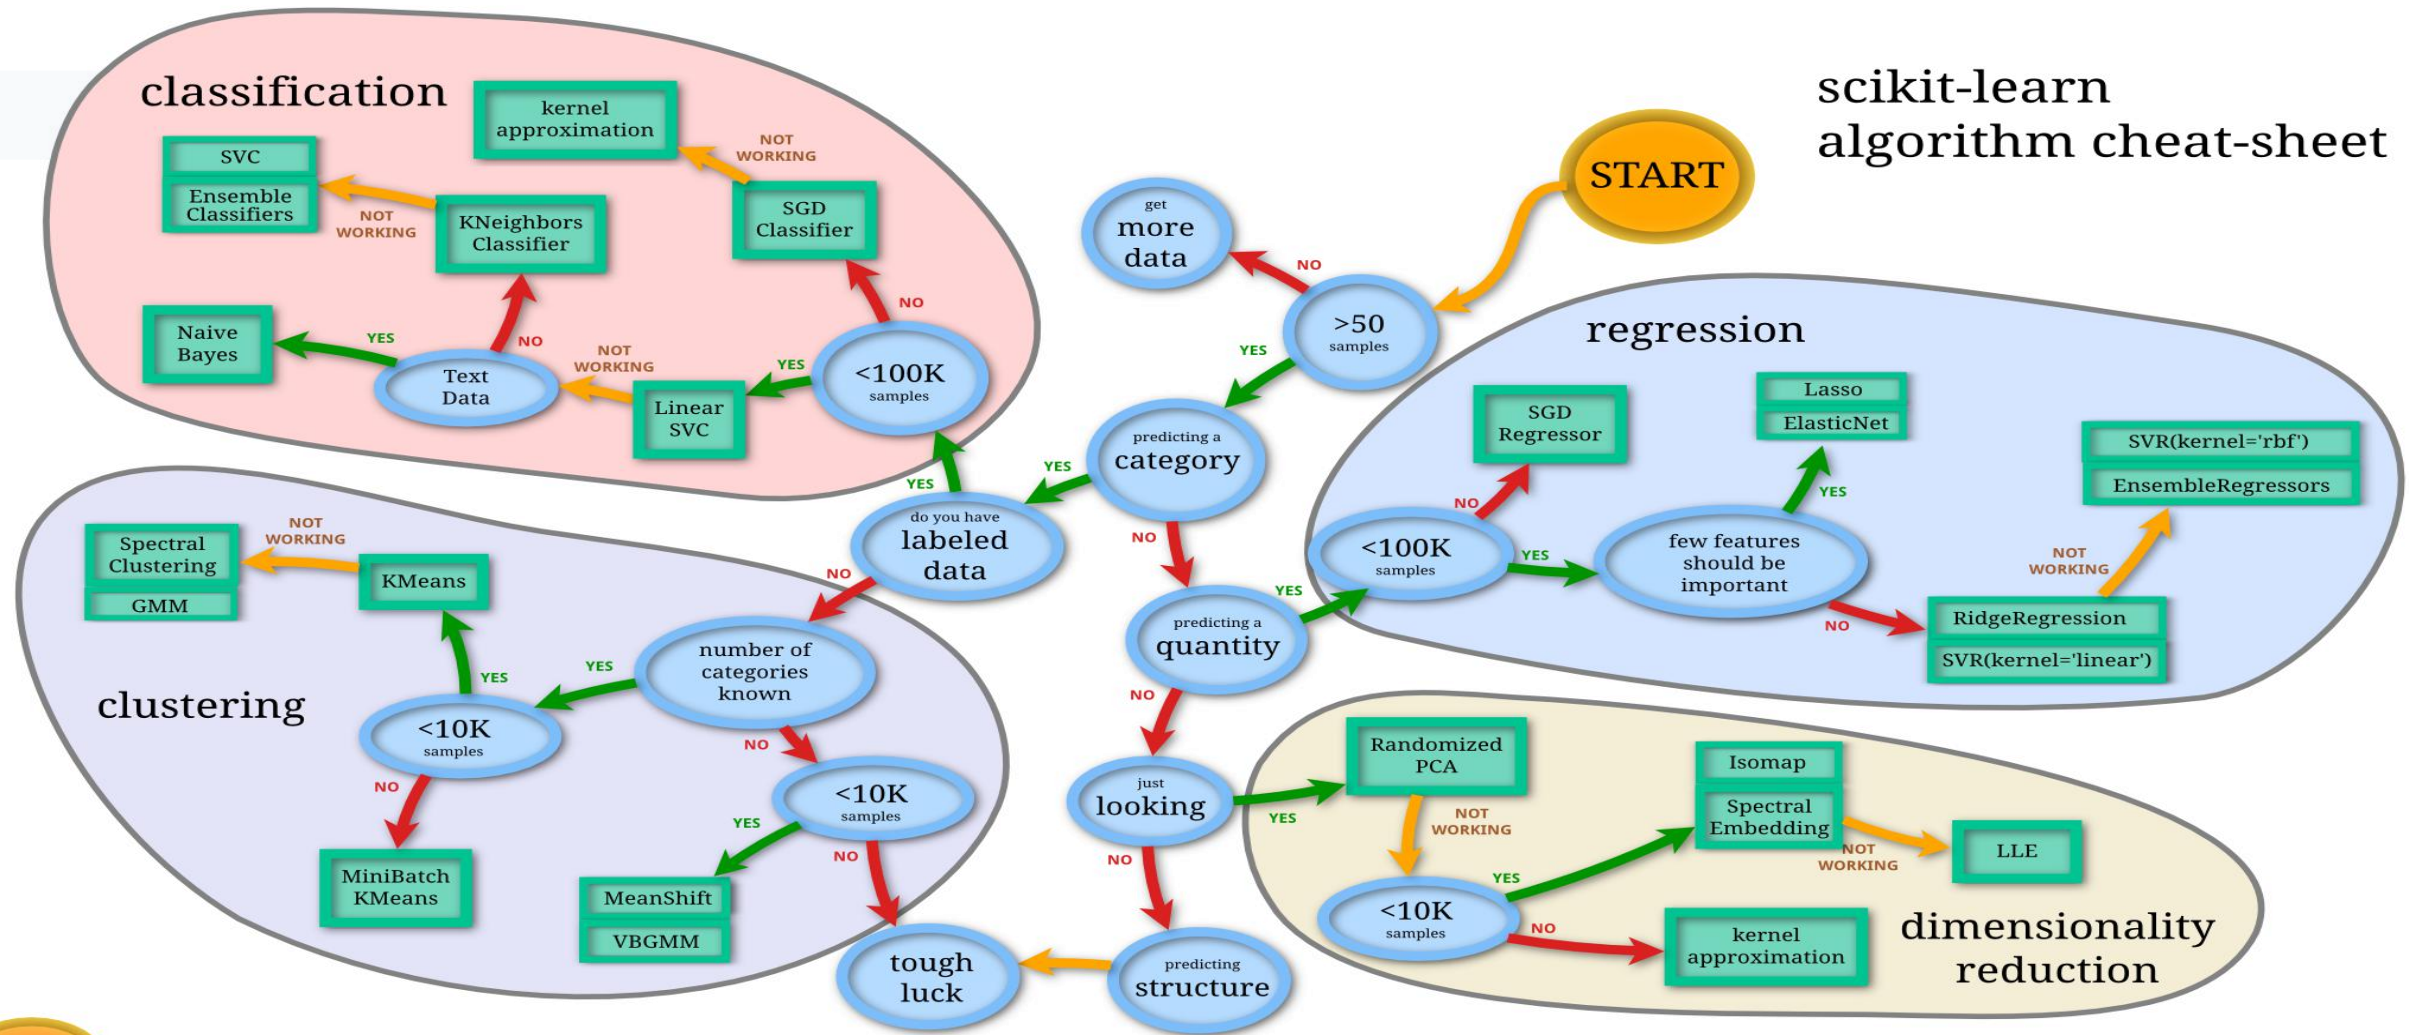 scikit-learn
algorithm cheat-sheet
START
get
more
data
NO
>50
samples
YES
predicting a
category
YES
NO
do you have
labeled
data
YES
NO
predicting a
quantity
YES
NO
just
looking
YES
NO
predicting
structure
tough
luck
classification
kernel
approximation
NOT
WORKING
SVC
Ensemble
Classifiers
NOT
WORKING
KNeighbors
Classifier
SGD
Classifier
NO
Naive
Bayes
YES
NO
Text
Data
NOT
WORKING
Linear
SVC
YES
<100K
samples
regression
SGD
Regressor
Lasso
ElasticNet
SVR(kernel='rbf')
EnsembleRegressors
NO
YES
<100K
samples
YES
few features
should be
important
NOT
WORKING
NO
RidgeRegression
SVR(kernel='linear')
clustering
Spectral
Clustering
GMM
NOT
WORKING
KMeans
YES
number of
categories
known
YES
NO
<10K
samples
NO
MiniBatch
KMeans
<10K
samples
YES
NO
MeanShift
VBGMM
Randomized
PCA
NOT
WORKING
Isomap
Spectral
Embedding
NOT
WORKING
LLE
YES
<10K
samples
NO
kernel
approximation
dimensionality
reduction